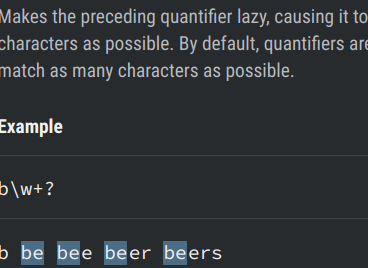 Makes the preceding quantifier lazy, causing it to
characters as possible. By default, quantifiers are
match as many characters as possible.
Example
b\w+?
b be bee beer beers